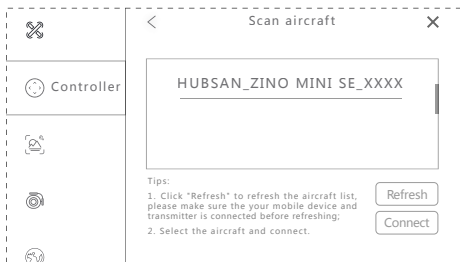 Scan aircraft
Controller
HUBSAN_ZINO MINI SE_XXXX
Tips:
1. Click "Refresh" to refresh the aircraft list,
please make sure the your mobile device and
transmitter is connected before refreshing;
2. Select the aircraft and connect.
Refresh
Connect